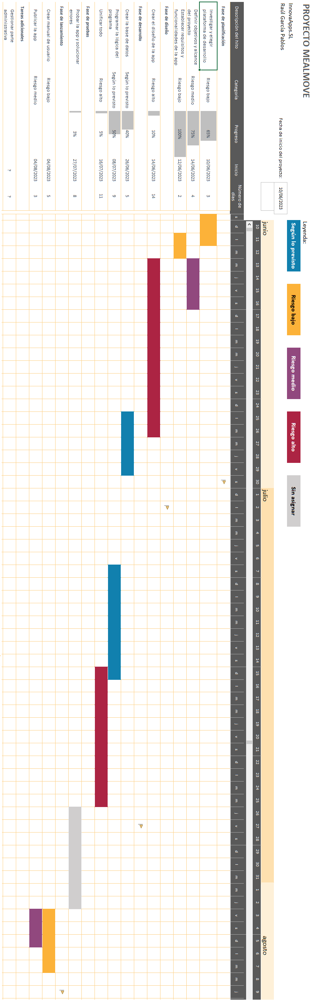 PROYECTO MEALMOVE
InnovaApps.SL
Raúl García Pablos
Fecha de inicio del proyecto:
10/06/2023
Leyenda:
Según lo previsto
Riesgo bajo
Riesgo medio
Riesgo alto
Sin asignar
junio
julio
agosto
10 11 12 13 14 15 16 17 18 19 20 21 22 23 24 25 26 27 28 29 30 1 2 3 4 5 6 7 8 9 10 11 12 13 14 15 16 17 18 19 20 21 22 23 24 25 26 27 28 29 30 31 1 2 3 4 5 6 7 8 9
Descripción del hito Categoría Progreso Inicio Número de
días
s d l m m j v s d l m m j v s d l m m j v s d l m m j v s d l m m j v s d l m m j v s d l m m j v s d l m m j v s d l m m j
Fase de planificación
Investigar y elegir
plataforma de desarrollo Riesgo bajo 65% 10/06/2023 3
Definir objetivos y alcance
del proyecto Riesgo medio 75% 14/06/2023 4
Establecer requisitos y
funcionalidades de la app Riesgo bajo 100% 12/06/2023 2
Fase de diseño
Crear el diseño de la app Riesgo alto 10% 14/06/2023 14
Fase de desarrollo
Crear la base de datos Según lo previsto 40% 26/06/2023 5
Programar la lógica del
programa Según lo previsto 50% 08/07/2023 9
Unificar todo Riesgo alto 5% 16/07/2023 11
Fase de pruebas
Probar la app y solucionar
errores 3% 27/07/2023 8
Fase de lanzamiento
Crear manual de usuario Riesgo bajo 04/08/2023 5
Publicar la app Riesgo medio 04/08/2023 3
Tareas adicionales
Gestionar parte
administrativa ? ?